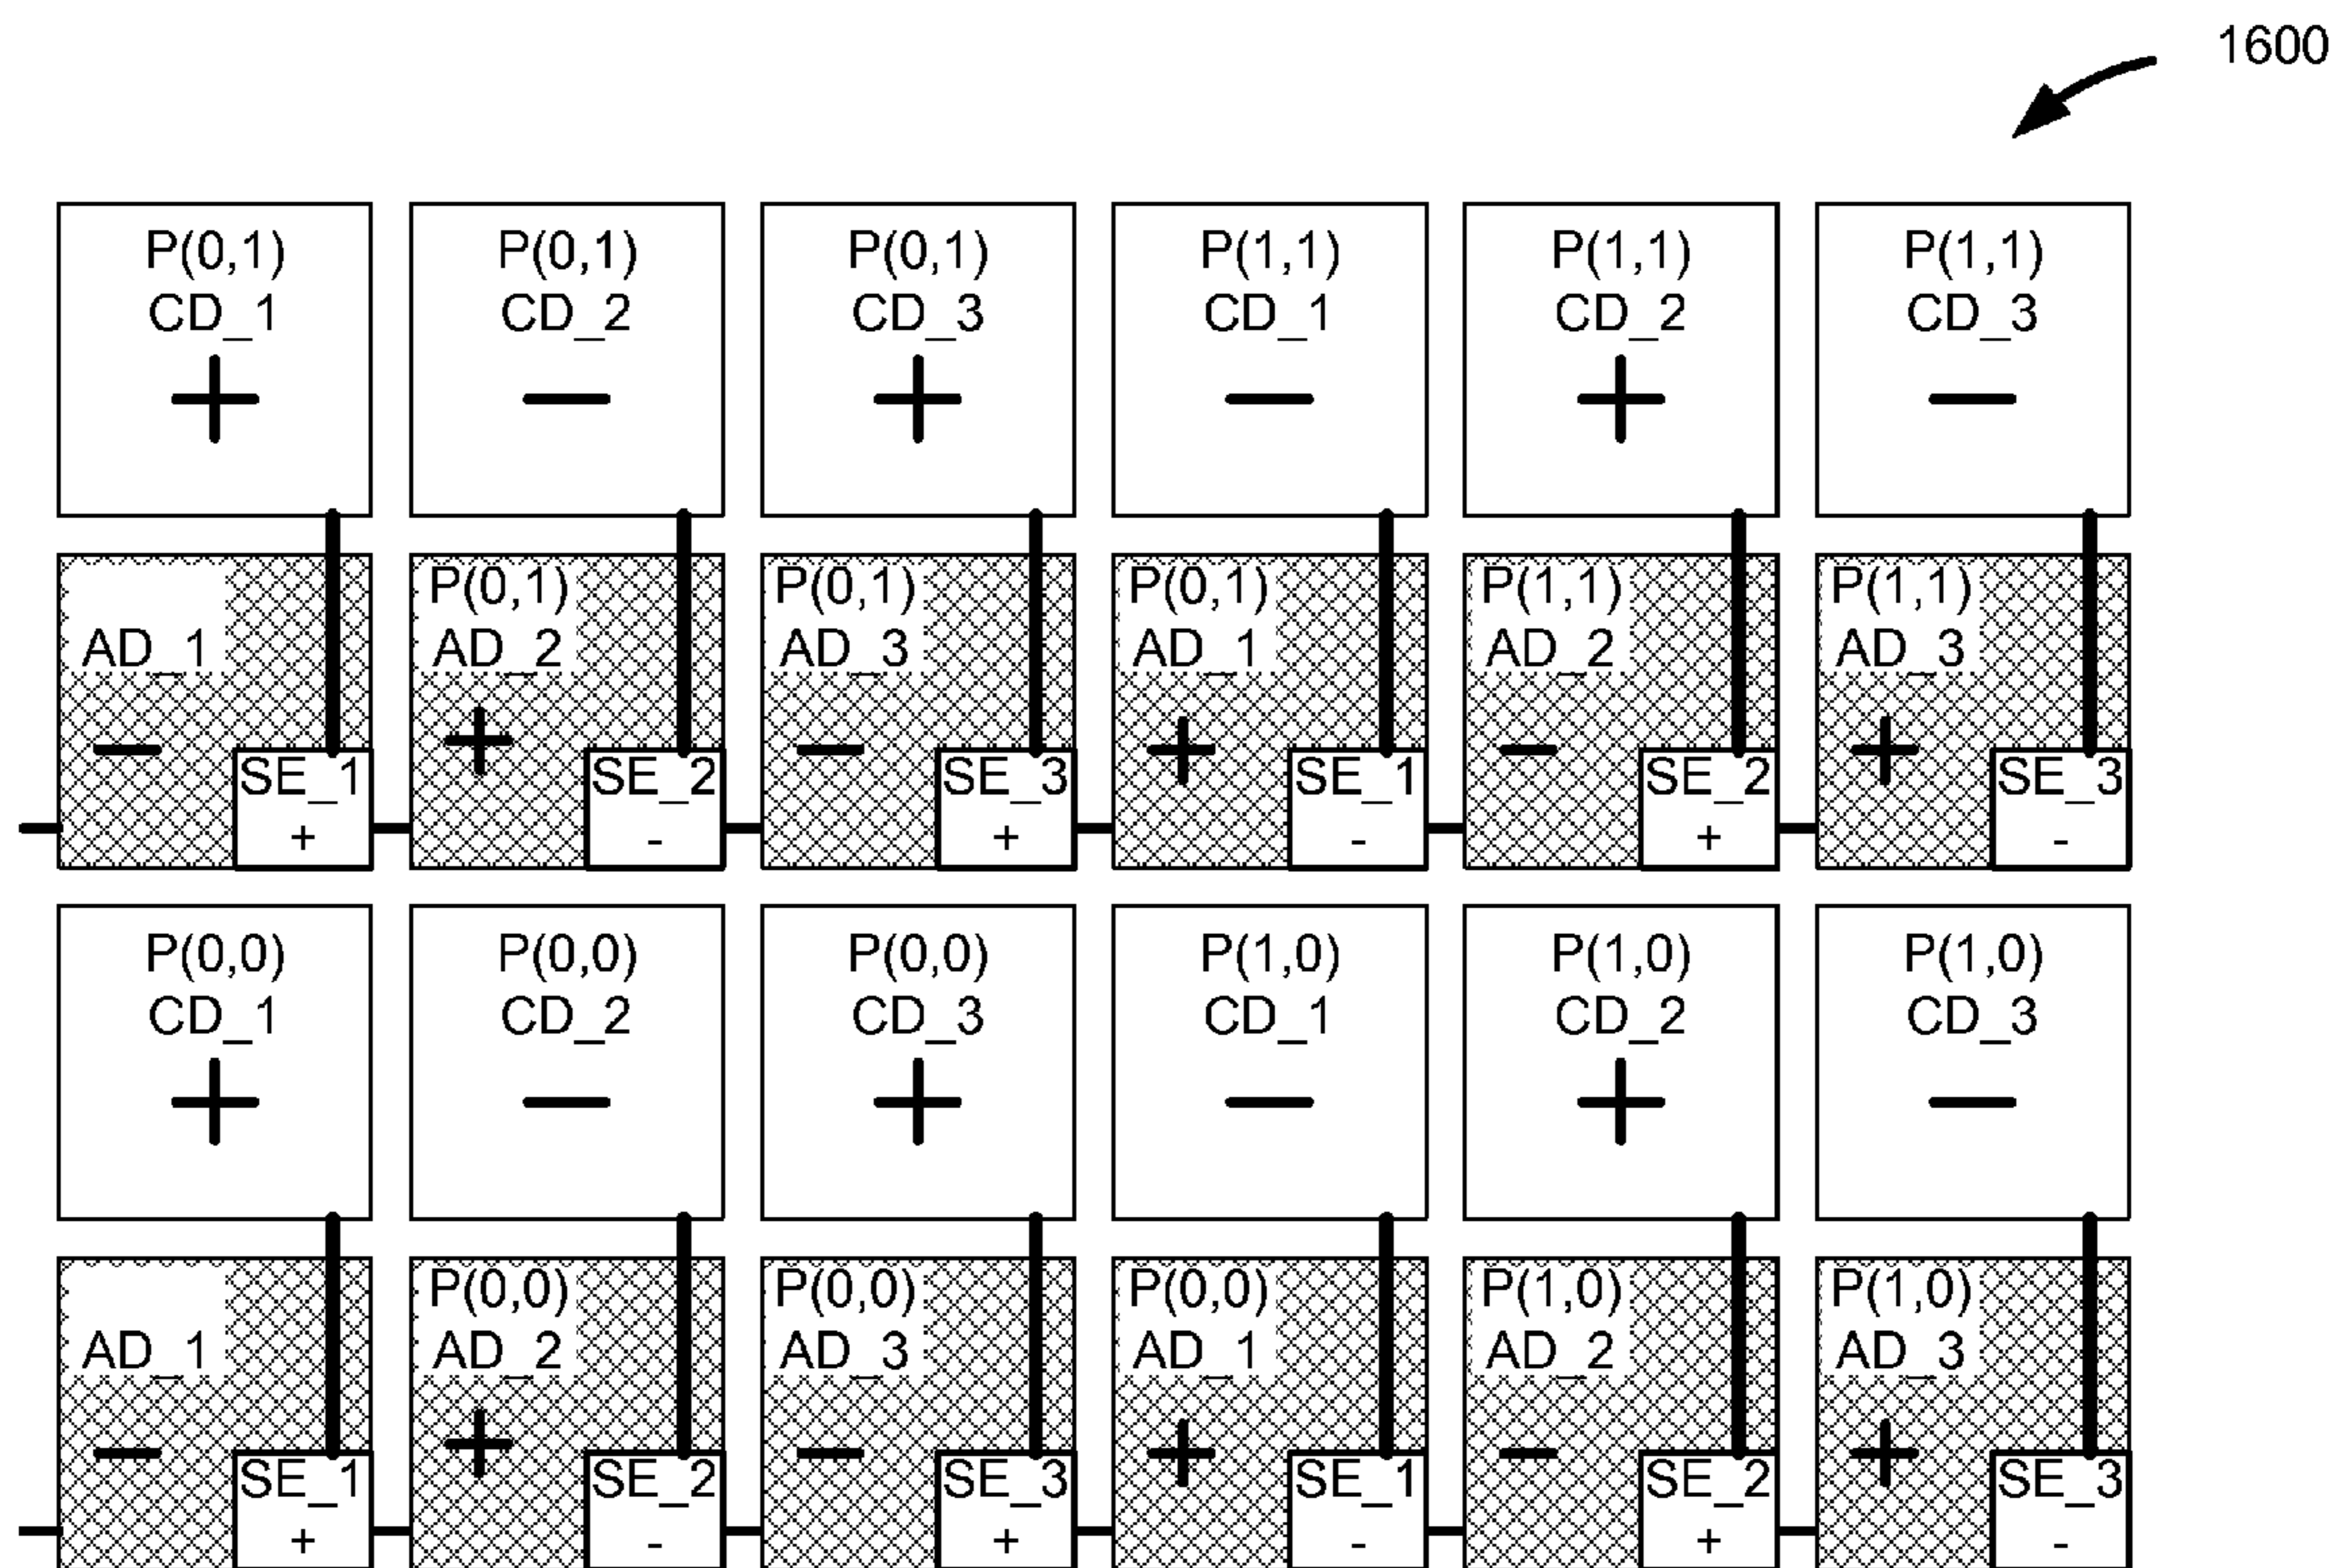 1600
P(0,1) P(0,1) P(0,1) P(1,1) P(1,1) P(1,1)
CD_1 CD_2 CD_3 CD_1 CD_2 CD_3
+ – + – + –
P(0,1) P(0,1) P(0,1) P(1,1) P(1,1)
AD_1 AD_2 AD_3 AD_1 AD_2 AD_3
– + – + – +
SE_1 SE_2 SE_3 SE_1 SE_2 SE_3
+ - + - + -
P(0,0) P(0,0) P(0,0) P(1,0) P(1,0) P(1,0)
CD_1 CD_2 CD_3 CD_1 CD_2 CD_3
+ – + – + –
P(0,0) P(0,0) P(0,0) P(1,0) P(1,0)
AD_1 AD_2 AD_3 AD_1 AD_2 AD_3
– + – + – +
SE_1 SE_2 SE_3 SE_1 SE_2 SE_3
+ - + - + -